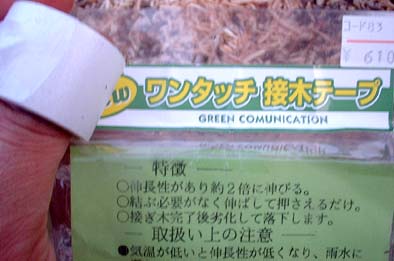 コード83
¥ 610
ワンタッチ 接木テープ
GREEN COMUNICATION
特徴
○伸長性があり約2倍に伸びる。
○結ぶ必要がなく伸ばして押さえるだけ。
○接ぎ木完了後劣化して落下します。
取扱い上の注意
●気温が低いと伸長性が低くなり、雨水に